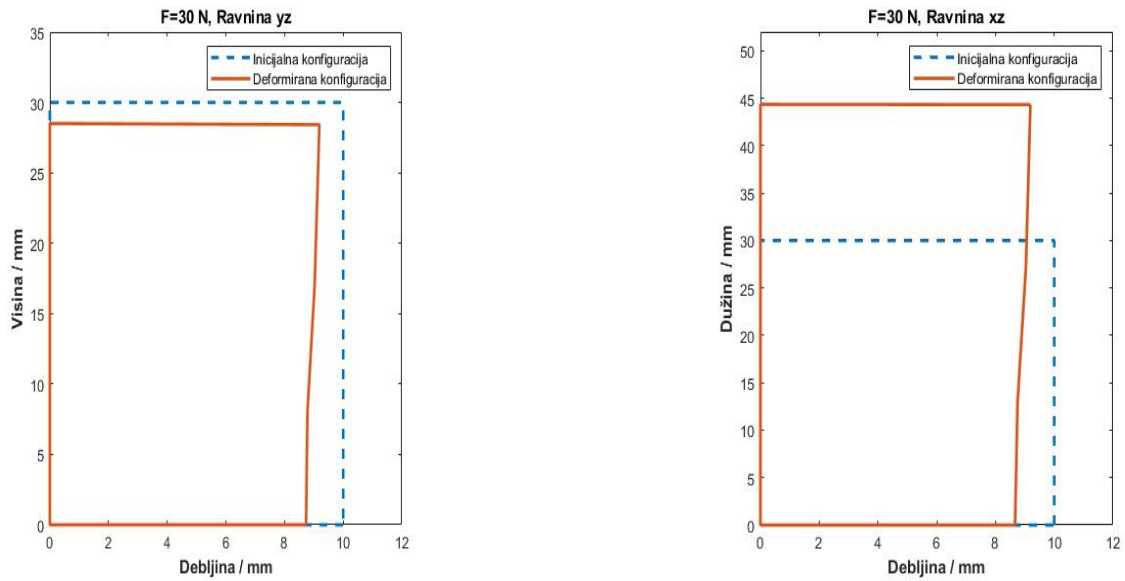 F=30 N, Ravnina yz
35
30
25
20
15
10
5
0
Visina / mm
Inicijalna konfiguracija
Deformirana konfiguracija
0 2 4 6 8 10 12
Debljina / mm
F=30 N, Ravnina xz
50
45
40
35
30
25
20
15
10
5
0
Dužina / mm
Inicijalna konfiguracija
Deformirana konfiguracija
0 2 4 6 8 10 12
Debljina / mm